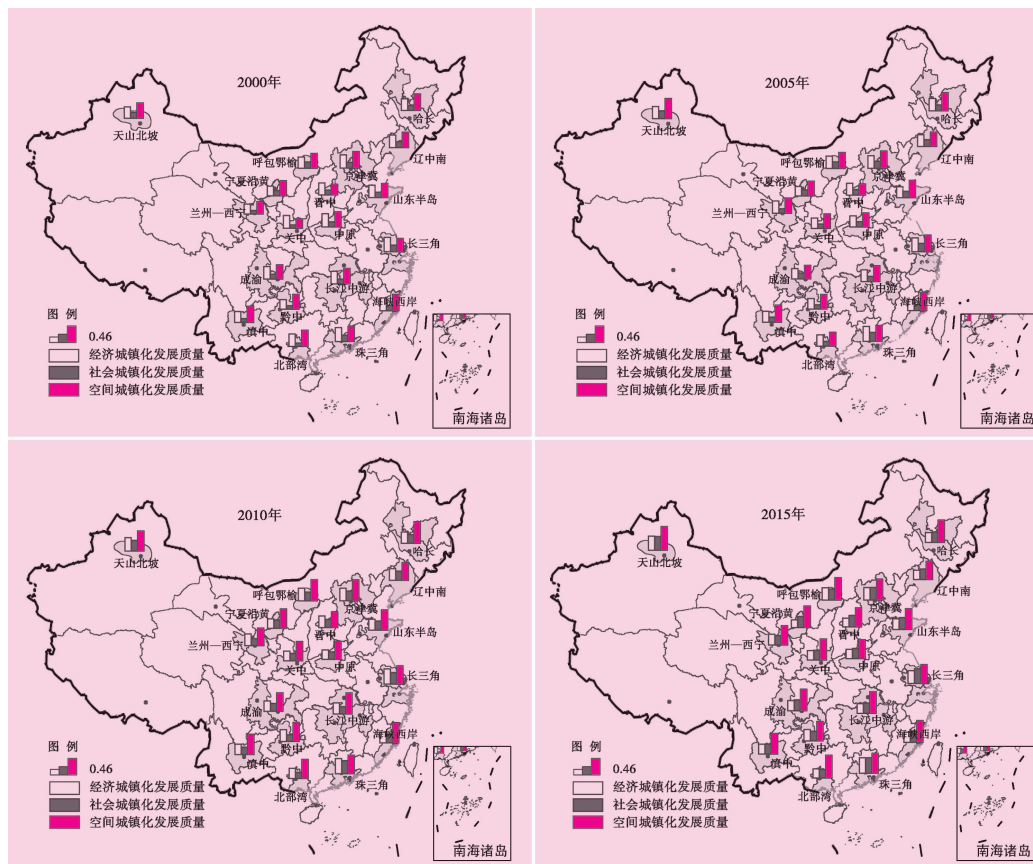 2000年
哈长
天山北坡
辽中南
呼包鄂榆
京津冀
宁夏沿黄
晋中
山东半岛
兰州—西宁
关中
中原
长三角
成渝
长江中游
海峡西岸
黔中
滇中
珠三角
北部湾
图 例
0.46
经济城镇化发展质量
社会城镇化发展质量
空间城镇化发展质量
南海诸岛
2005年
哈长
天山北坡
辽中南
呼包鄂榆
京津冀
宁夏沿黄
晋中
山东半岛
兰州—西宁
关中
中原
长三角
成渝
长江中游
海峡西岸
黔中
滇中
珠三角
北部湾
图 例
0.46
经济城镇化发展质量
社会城镇化发展质量
空间城镇化发展质量
南海诸岛
2010年
哈长
天山北坡
辽中南
呼包鄂榆
京津冀
宁夏沿黄
晋中
山东半岛
兰州—西宁
关中
中原
长三角
成渝
长江中游
海峡西岸
黔中
滇中
珠三角
北部湾
图 例
0.46
经济城镇化发展质量
社会城镇化发展质量
空间城镇化发展质量
南海诸岛
2015年
哈长
天山北坡
辽中南
呼包鄂榆
京津冀
宁夏沿黄
晋中
山东半岛
兰州—西宁
关中
中原
长三角
成渝
长江中游
海峡西岸
黔中
滇中
珠三角
北部湾
图 例
0.46
经济城镇化发展质量
社会城镇化发展质量
空间城镇化发展质量
南海诸岛